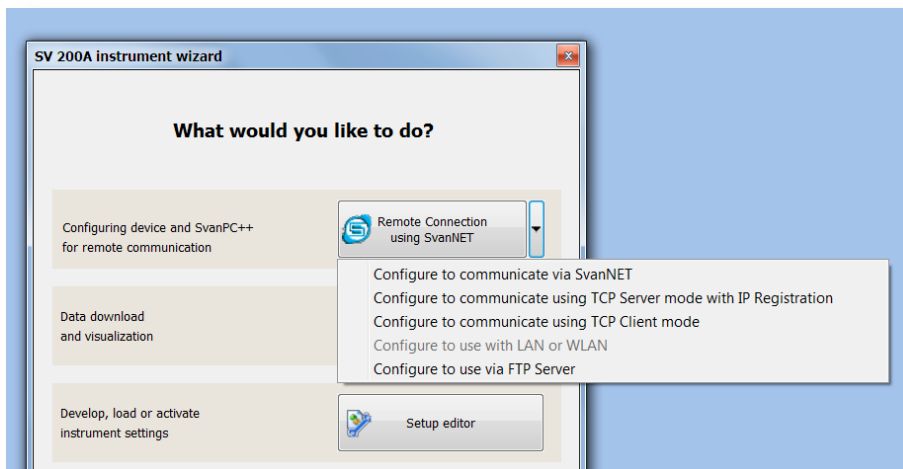 SV 200A instrument wizard
What would you like to do?
Configuring device and SvanPC++
for remote communication
Remote Connection
using SvanNET
Configure to communicate via SvanNET
Configure to communicate using TCP Server mode with IP Registration
Configure to communicate using TCP Client mode
Configure to use with LAN or WLAN
Configure to use via FTP Server
Data download
and visualization
Develop, load or activate
instrument settings
Setup editor